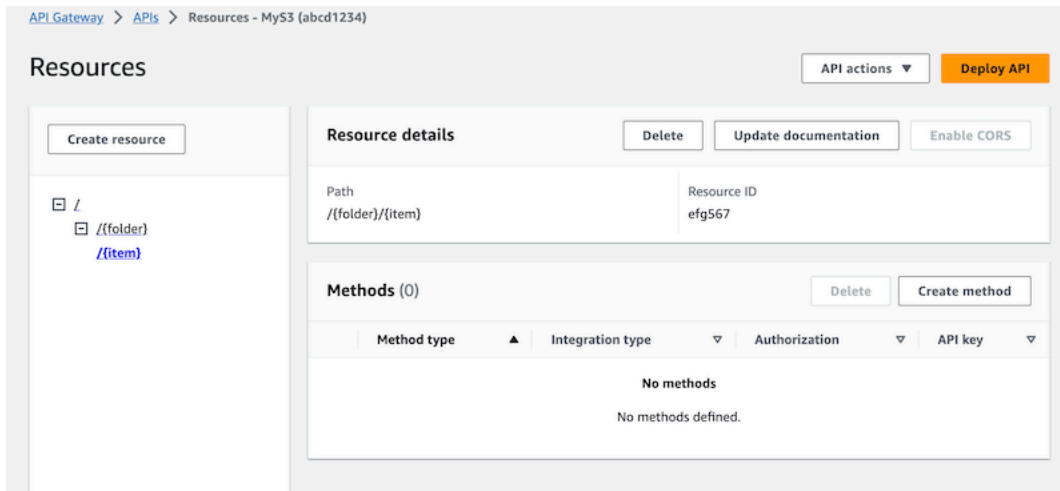 API Gateway > APIs > Resources - MyS3 (abcd1234)
Resources
API actions ▼
Deploy API
Create resource
/
/{folder}
/{item}
Resource details
Delete
Update documentation
Enable CORS
Path
/{folder}/{item}
Resource ID
efg567
Methods (0)
Delete
Create method
Method type
Integration type
Authorization
API key
No methods
No methods defined.